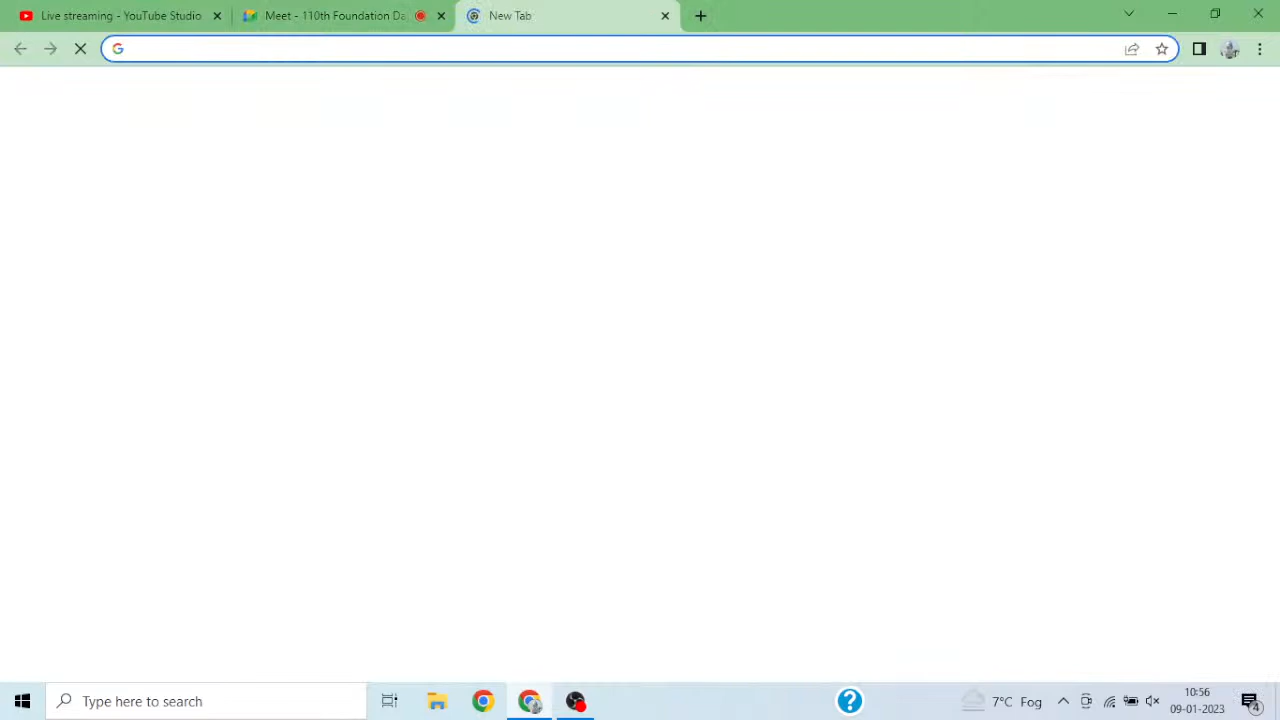 Live streaming - YouTube Studio
Meet - 110th Foundation Da
New Tab
Type here to search
7°C Fog
10:56
09-01-2023
4